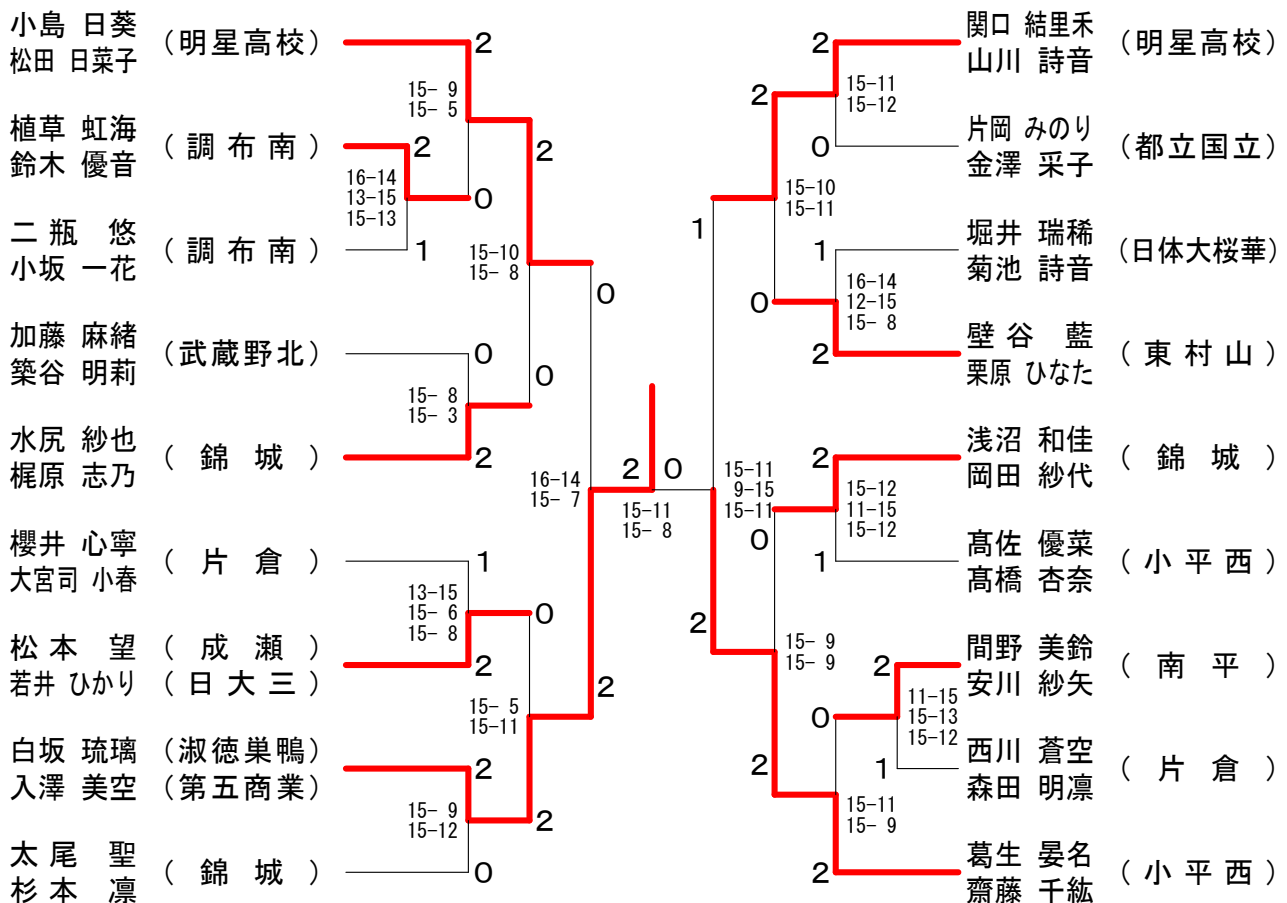 小島 日葵
松田 日菜子
(明星高校)
2
15- 9
15- 5
植草 虹海
鈴木 優音
(調布南)
2
16-14
13-15
15-13
0
2
二瓶 悠
小坂 一花
(調布南)
1
15-10
15- 8
0
加藤 麻緒
築谷 明莉
(武蔵野北)
0
0
15- 8
15- 3
水尻 紗也
梶原 志乃
(錦城)
2
16-14
15- 7
2
0
15-11
15- 8
櫻井 心寧
大宮司 小春
(片倉)
1
13-15
15- 6
15- 8
0
松本 望
若井 ひかり
(成瀬)
(日大三)
2
15- 5
15-11
2
白坂 琉璃
入澤 美空
(淑徳巣鴨)
(第五商業)
2
15- 9
15-12
2
太尾 聖
杉本 凛
(錦城)
0
2
関口 結里禾
山川 詩音
(明星高校)
2
15-11
15-12
0
片岡 みのり
金澤 采子
(都立国立)
15-10
15-11
1
1
堀井 瑞稀
菊池 詩音
(日体大桜華)
0
16-14
12-15
15- 8
2
壁谷 藍
栗原 ひなた
(東村山)
15-11
9-15
15-11
2
浅沼 和佳
岡田 紗代
(錦城)
0
15-12
11-15
15-12
1
髙佐 優菜
髙橋 杏奈
(小平西)
2
15- 9
15- 9
2
間野 美鈴
安川 紗矢
(南平)
0
11-15
15-13
15-12
1
西川 蒼空
森田 明凛
(片倉)
2
15-11
15- 9
2
葛生 晏名
齋藤 千紘
(小平西)